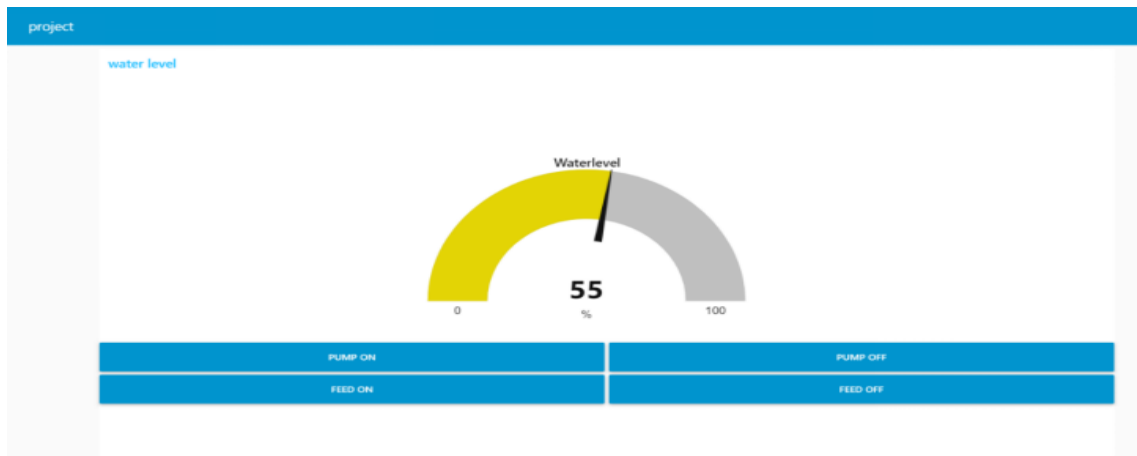 project
water level
Waterlevel
55
0 % 100
PUMP ON PUMP OFF
FEED ON FEED OFF